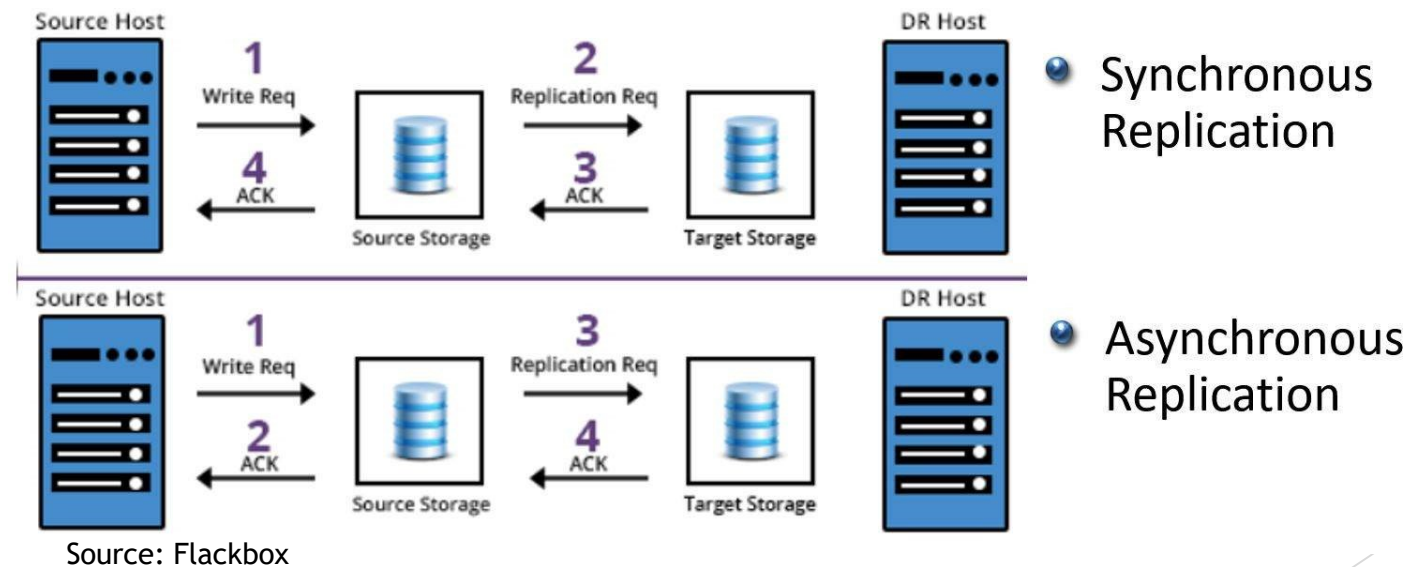 Source Host
DR Host
1
2
Write Req
Replication Req
4
3
ACK
ACK
Source Storage
Target Storage
Synchronous
Replication
Source Host
DR Host
1
3
Write Req
Replication Req
2
4
ACK
ACK
Source Storage
Target Storage
Asynchronous
Replication
Source: Flackbox